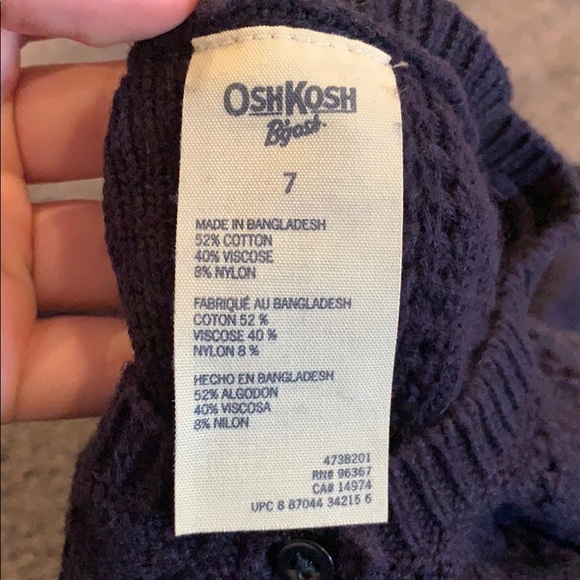 OSHKOSH
B'gosh.
7
MADE IN BANGLADESH
52% COTTON
40% VISCOSE
8% NYLON
FABRIQUÉ AU BANGLADESH
COTON 52 %
VISCOSE 40 %
NYLON 8 %
HECHO EN BANGLADESH
52% ALGODON
40% VISCOSA
8% NILON
473B201
RN# 96367
CA# 14974
UPC 8 87044 34215 6